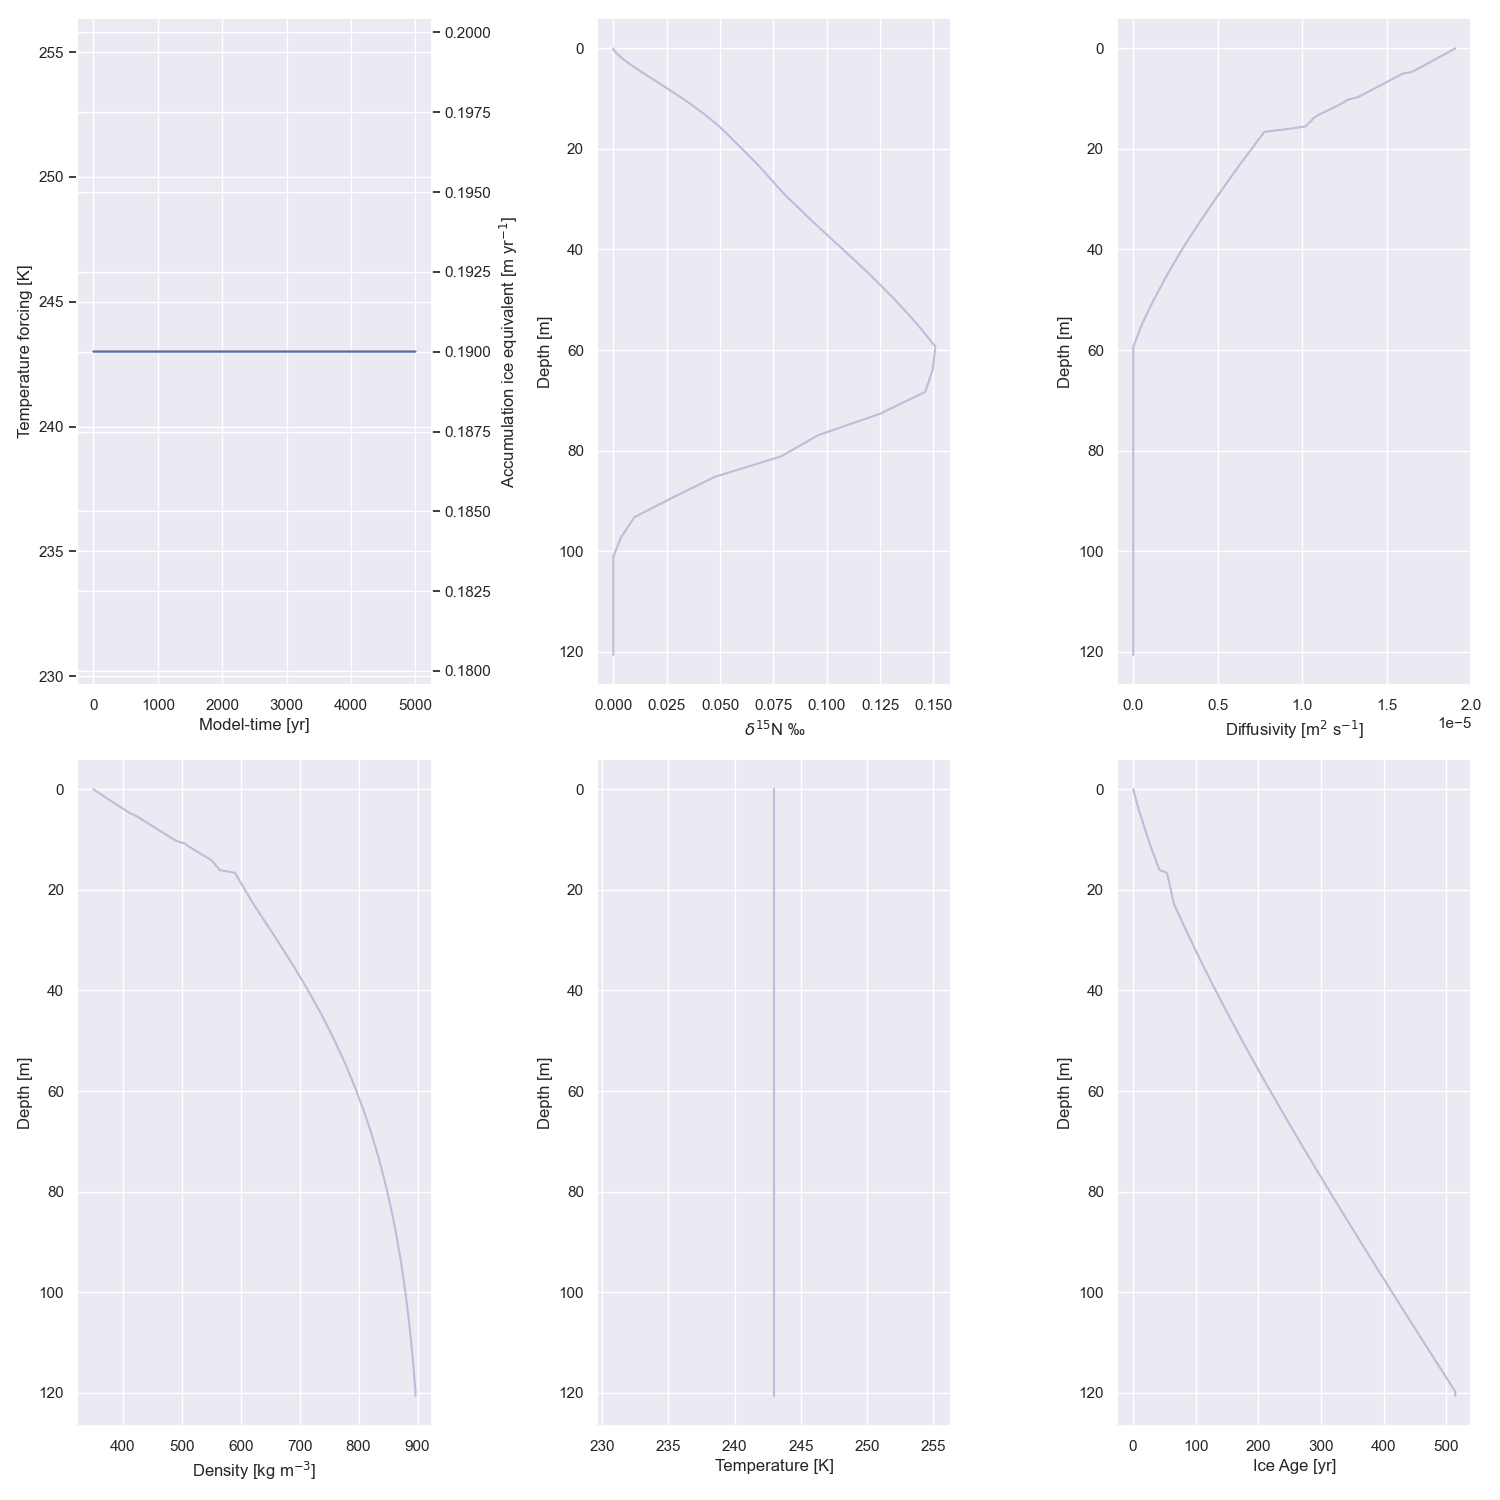 255
250
245
240
235
230
Temperature forcing [K]
0.2000
0.1975
0.1950
0.1925
0.1900
0.1875
0.1850
0.1825
0.1800
Accumulation ice equivalent [m yr⁻¹]
0 1000 2000 3000 4000 5000
Model-time [yr]
0
20
40
60
80
100
120
Depth [m]
0.000 0.025 0.050 0.075 0.100 0.125 0.150
δ¹⁵N ‰
0
20
40
60
80
100
120
Depth [m]
0.0 0.5 1.0 1.5 2.0
1e−5
Diffusivity [m² s⁻¹]
0
20
40
60
80
100
120
Depth [m]
400 500 600 700 800 900
Density [kg m⁻³]
0
20
40
60
80
100
120
Depth [m]
230 235 240 245 250 255
Temperature [K]
0
20
40
60
80
100
120
Depth [m]
0 100 200 300 400 500
Ice Age [yr]